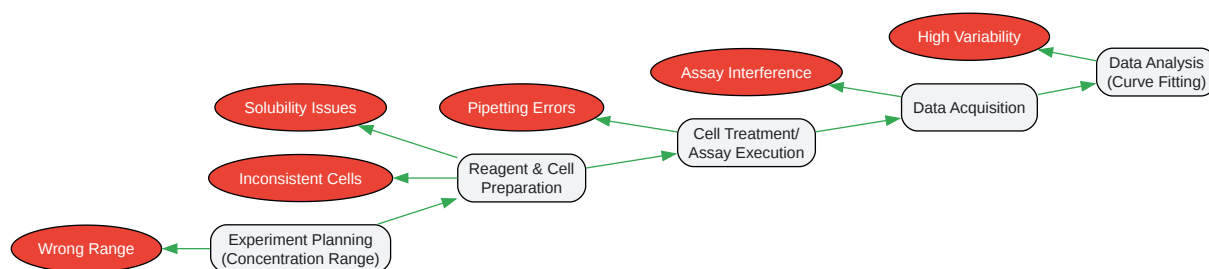 High Variability
Data Analysis
(Curve Fitting)
Assay Interference
Data Acquisition
Solubility Issues
Pipetting Errors
Cell Treatment/
Assay Execution
Inconsistent Cells
Reagent & Cell
Preparation
Wrong Range
Experiment Planning
(Concentration Range)